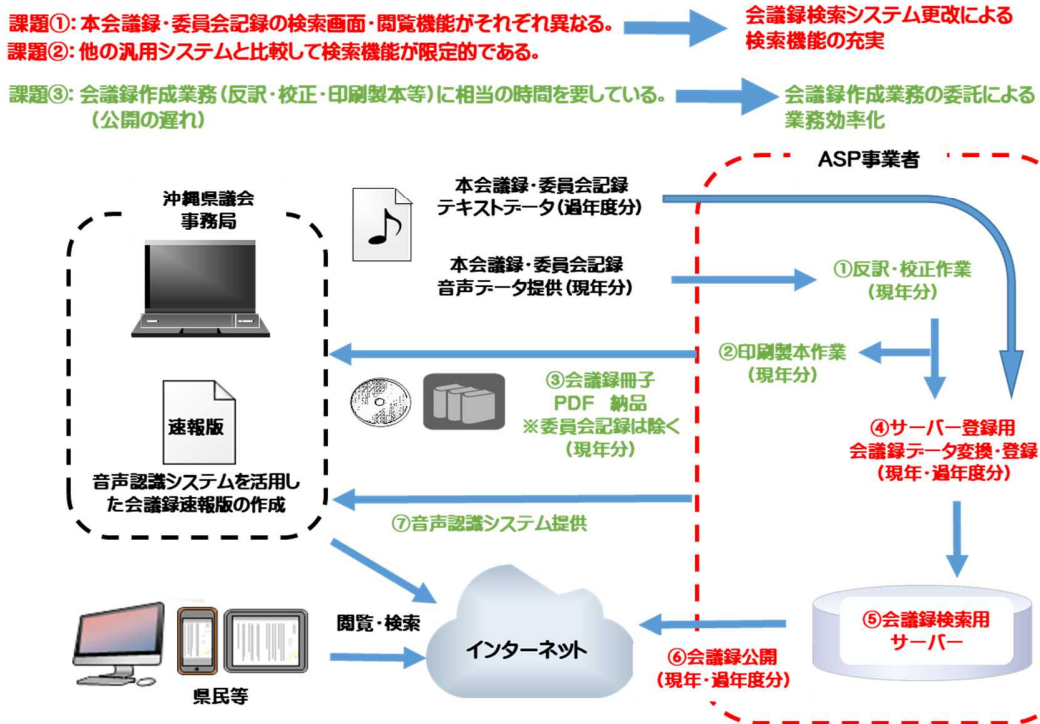 課題①：本会議録・委員会記録の検索画面・閲覧機能がそれぞれ異なる。
課題②：他の汎用システムと比較して検索機能が限定的である。
会議録検索システム更改による
検索機能の充実
課題③：会議録作成業務（反訳・校正・印刷製本等）に相当の時間を要している。
（公開の遅れ）
会議録作成業務の委託による
業務効率化
ASP事業者
沖縄県議会
事務局
本会議録・委員会記録
テキストデータ（過年度分）
本会議録・委員会記録
音声データ提供（現年分）
①反訳・校正作業
（現年分）
②印刷製本作業
（現年分）
③会議録冊子
PDF　納品
※委員会記録は除く
（現年分）
④サーバー登録用
会議録データ変換・登録
（現年・過年度分）
速報版
音声認識システムを活用し
た会議録速報版の作成
⑦音声認識システム提供
閲覧・検索
インターネット
⑤会議録検索用
サーバー
⑥会議録公開
（現年・過年度分）
県民等